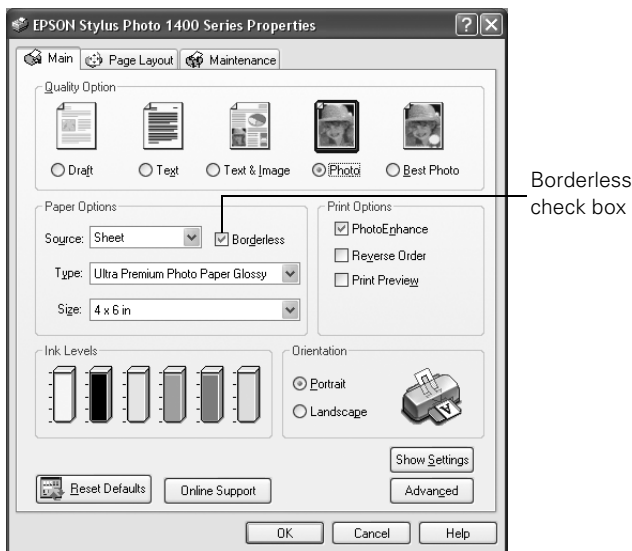 EPSON Stylus Photo 1400 Series Properties
Main Page Layout Maintenance
Quality Option
Draft Text Text & Image Photo Best Photo
Borderless
check box
Paper Options
Source: Sheet Borderless
Type: Ultra Premium Photo Paper Glossy
Size: 4 x 6 in
Print Options
PhotoEnhance
Reverse Order
Print Preview
Ink Levels
Orientation
Portrait
Landscape
A
Show Settings
Reset Defaults Online Support Advanced
OK Cancel Help